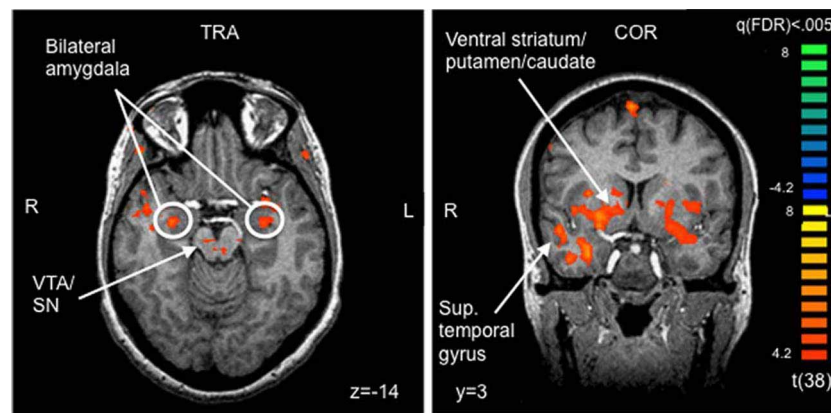 TRA
Bilateral
amygdala
R
L
VTA/
SN
z=-14
COR
Ventral striatum/
putamen/caudate
R
Sup.
temporal
gyrus
y=3
q(FDR)<.005
8
-4.2
8
4.2
t(38)